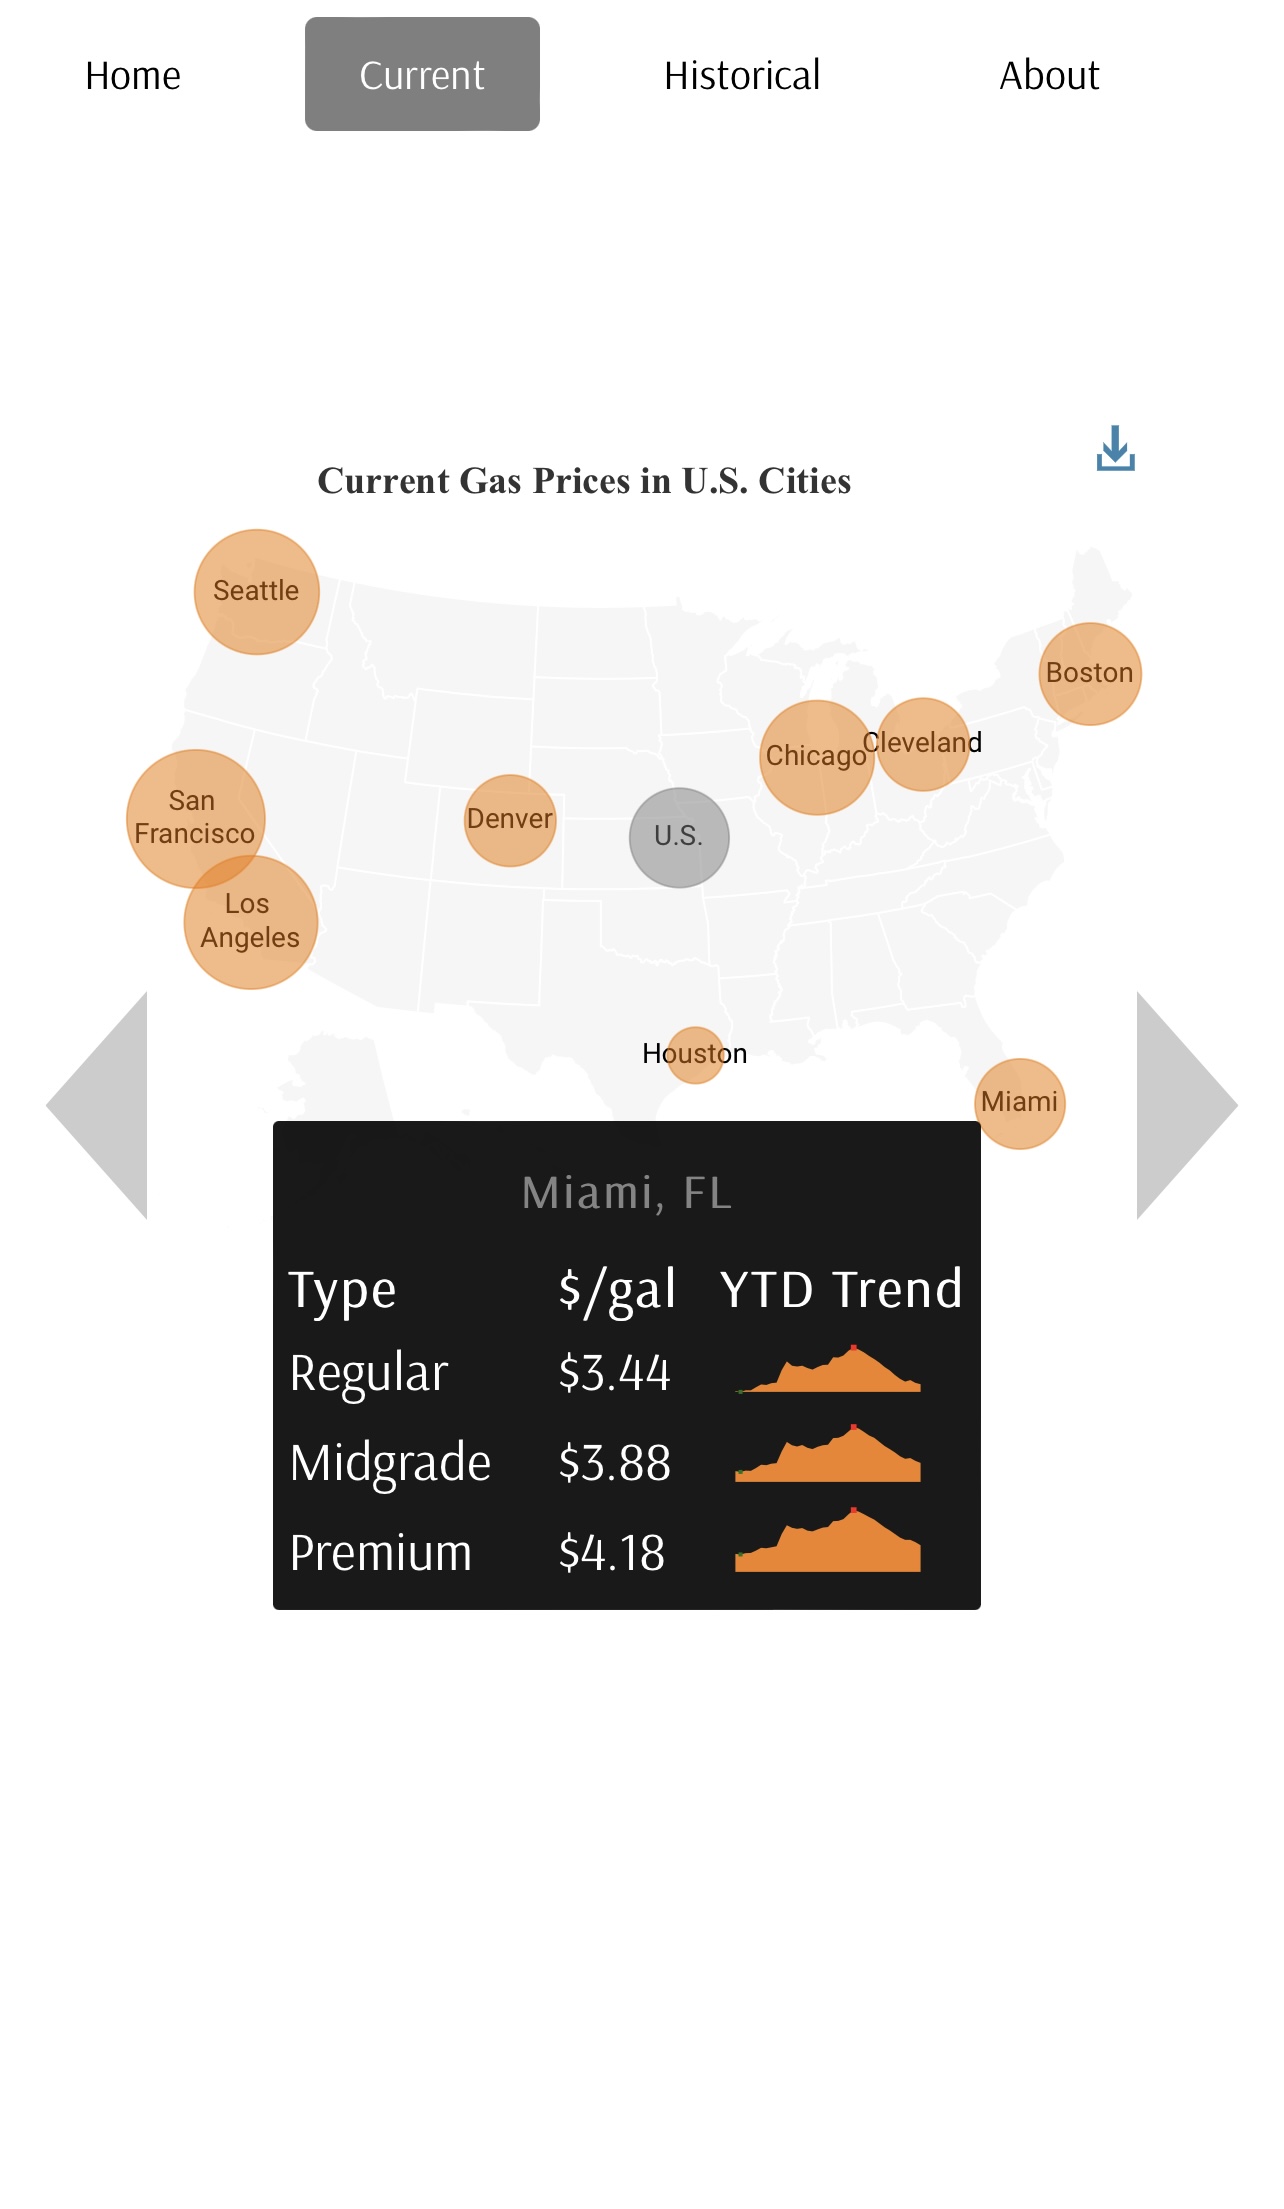 Home Current Historical About
Current Gas Prices in U.S. Cities
Seattle
Boston
Chicago
Cleveland
San
Francisco
Denver
U.S.
Los
Angeles
Houston
Miami
Miami, FL
Type $/gal YTD Trend
Regular $3.44
Midgrade $3.88
Premium $4.18